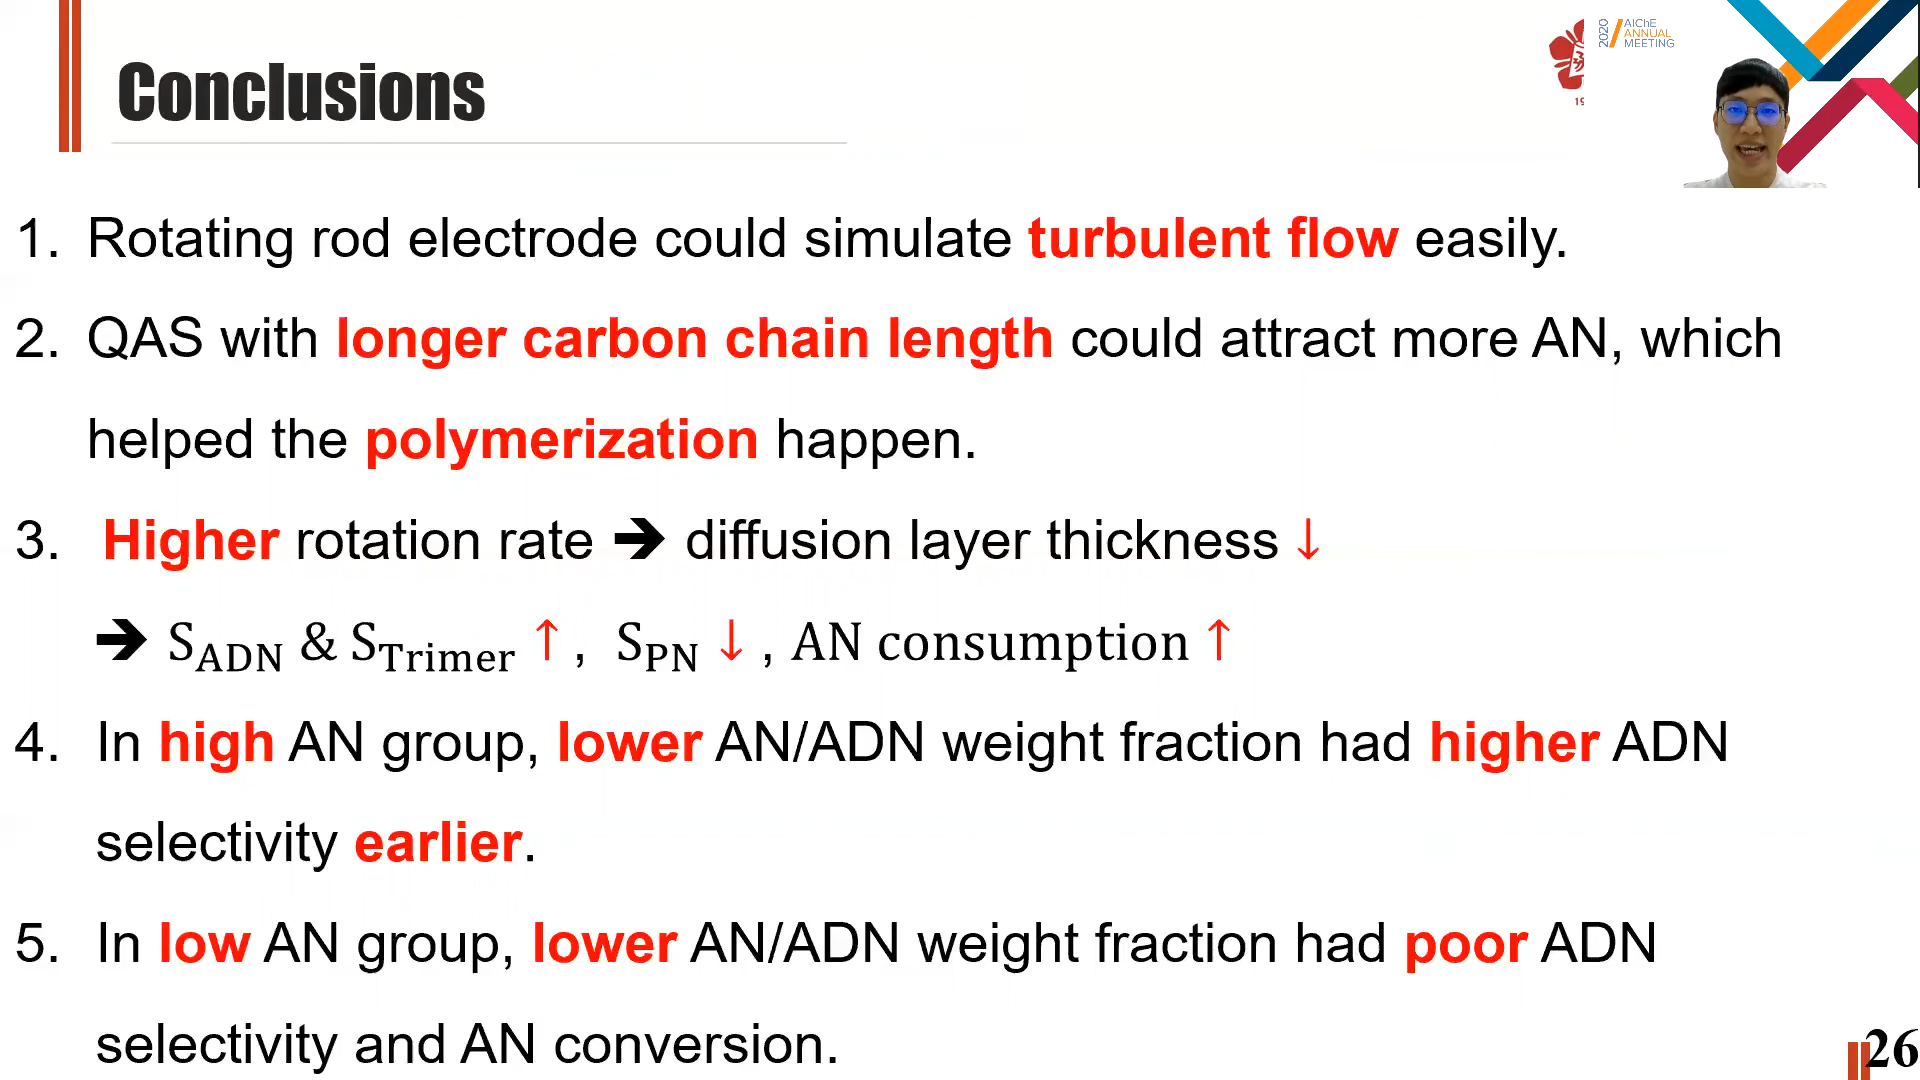 Conclusions
2020 AIChE
ANNUAL
MEETING
1. Rotating rod electrode could simulate turbulent flow easily.
2. QAS with longer carbon chain length could attract more AN, which
helped the polymerization happen.
3. Higher rotation rate ➔ diffusion layer thickness ↓
➔ S_ADN & S_Trimer ↑ , S_PN ↓ , AN consumption ↑
4. In high AN group, lower AN/ADN weight fraction had higher ADN
selectivity earlier.
5. In low AN group, lower AN/ADN weight fraction had poor ADN
selectivity and AN conversion.
26